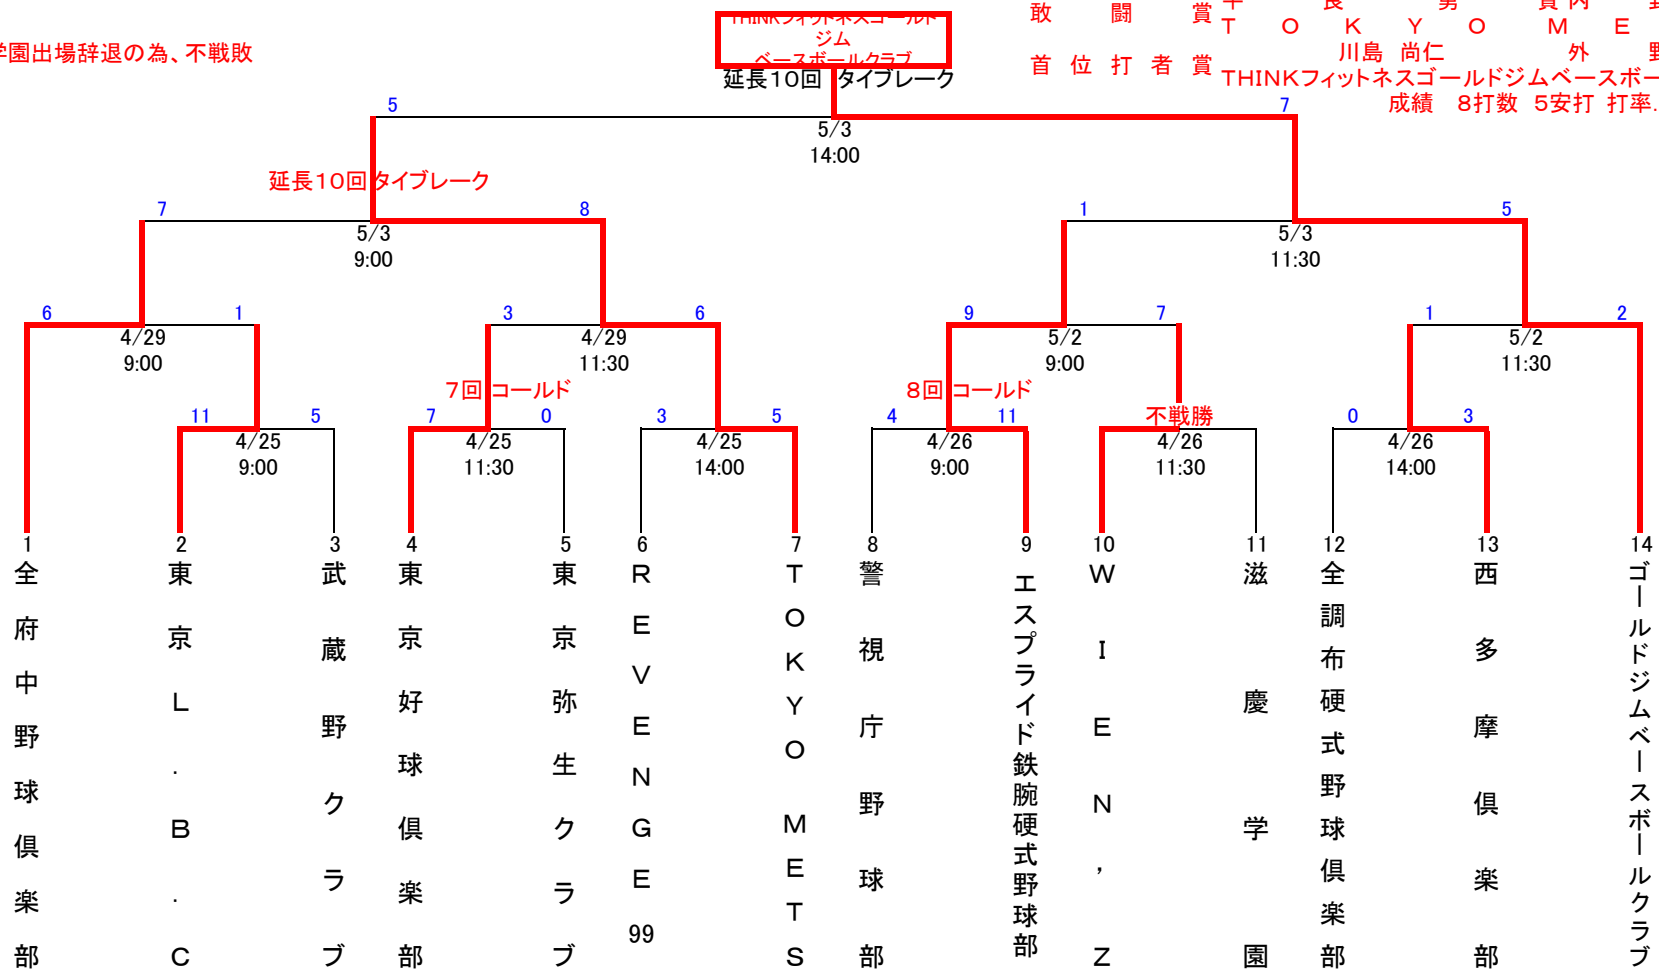 THINKフィットネスゴールド
ジム
ベースボールクラブ
敢闘賞
TOKYO ME
首位打者賞
川島 尚仁 外
THINKフィットネスゴールドジムベースボー
成績 8打数 5安打 打率.
学園出場辞退の為、不戦敗
延長10回 タイブレーク
5 7
5/3
14:00
延長10回 タイブレーク
7 8
5/3
9:00
1 5
5/3
11:30
6 1
4/29
9:00
3 6
4/29
11:30
9 7
5/2
9:00
1 2
5/2
11:30
7回 コールド
8回 コールド
11 5
4/25
9:00
7 0
4/25
11:30
3 5
4/25
14:00
4 11
4/26
9:00
不戦勝
4/26
11:30
0 3
4/26
14:00
1
全府中野球倶楽部
2
東京L.B.C
3
武蔵野クラブ
4
東京好球倶楽部
5
東京弥生クラブ
6
REVENGE99
7
TOKYO METS
8
警視庁野球部
9
エスプライド鉄腕硬式野球部
10
WIEN'Z
11
滋慶学園
12
全調布硬式野球倶楽部
13
西多摩倶楽部
14
ゴールドジムベースボールクラブ